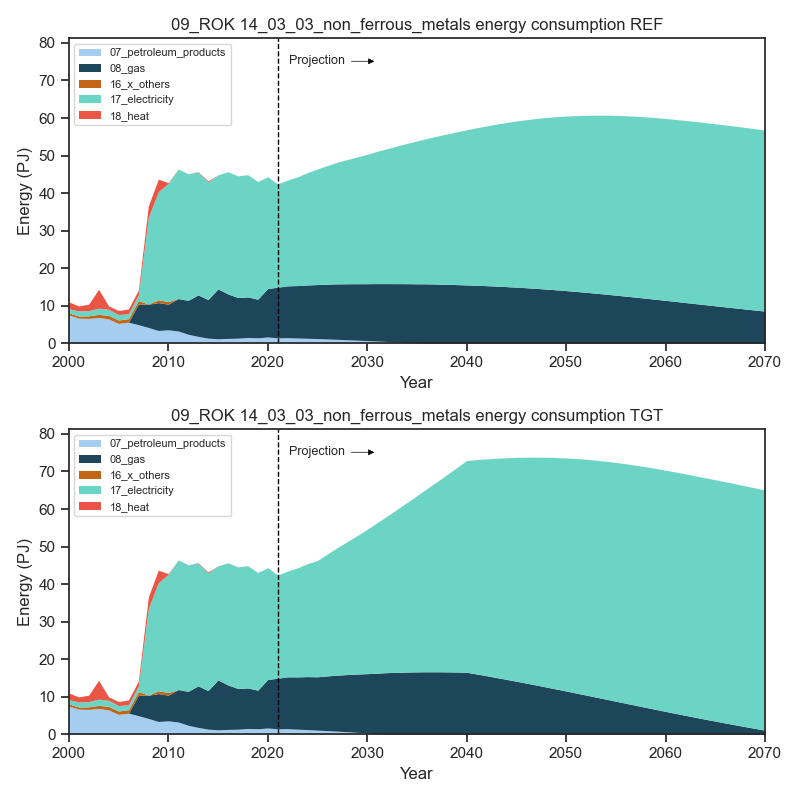 09_ROK 14_03_03_non_ferrous_metals energy consumption REF
80
70
60
50
40
30
20
10
0
Energy (PJ)
07_petroleum_products
08_gas
16_x_others
17_electricity
18_heat
Projection
2000 2010 2020 2030 2040 2050 2060 2070
Year
09_ROK 14_03_03_non_ferrous_metals energy consumption TGT
80
70
60
50
40
30
20
10
0
Energy (PJ)
07_petroleum_products
08_gas
16_x_others
17_electricity
18_heat
Projection
2000 2010 2020 2030 2040 2050 2060 2070
Year